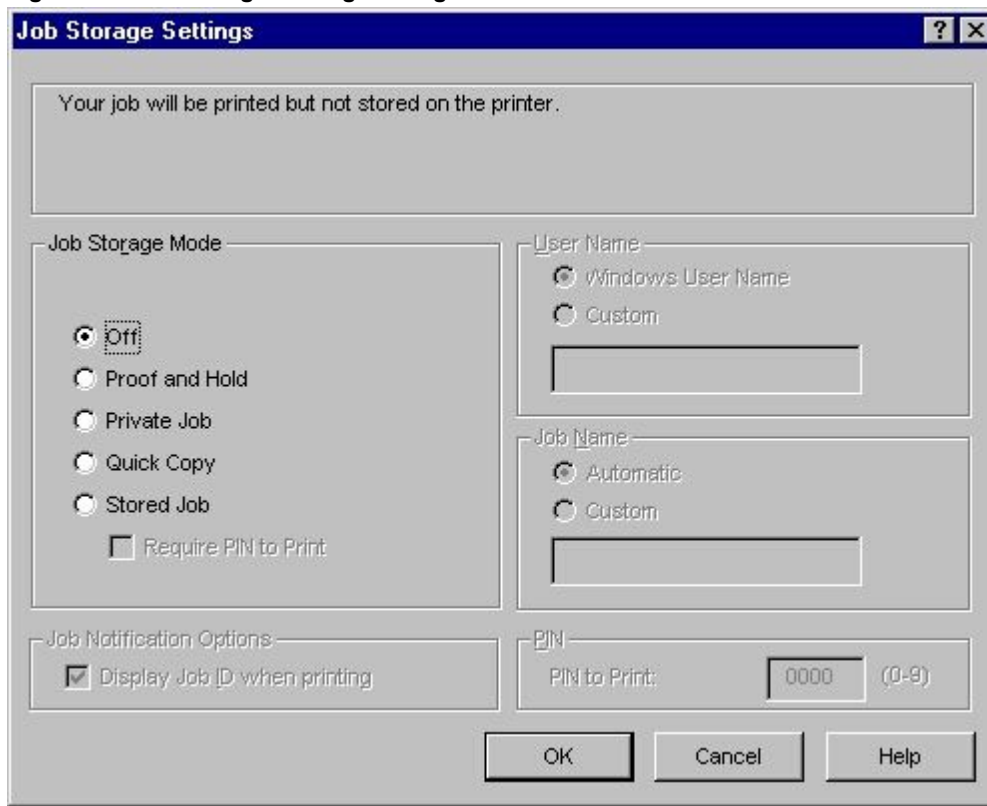 Job Storage Settings
Your job will be printed but not stored on the printer.
Job Storage Mode
Off
Proof and Hold
Private Job
Quick Copy
Stored Job
Require PIN to Print
User Name
Windows User Name
Custom
Job Name
Automatic
Custom
Job Notification Options
Display Job ID when printing
PIN
PIN to Print: 0000 (0-9)
OK Cancel Help